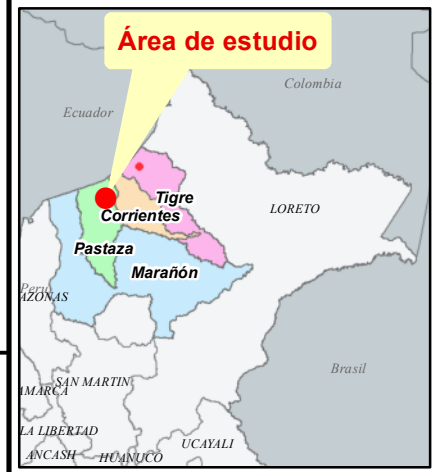 Área de estudio
Colombia
Ecuador
Tigre
LORETO
Corrientes
Pastaza
Marañón
Peru
AZONAS
Brasil
SAN MARTIN
AMARCA
LA LIBERTAD
UCAYALI
ANCASH
HUANUCO